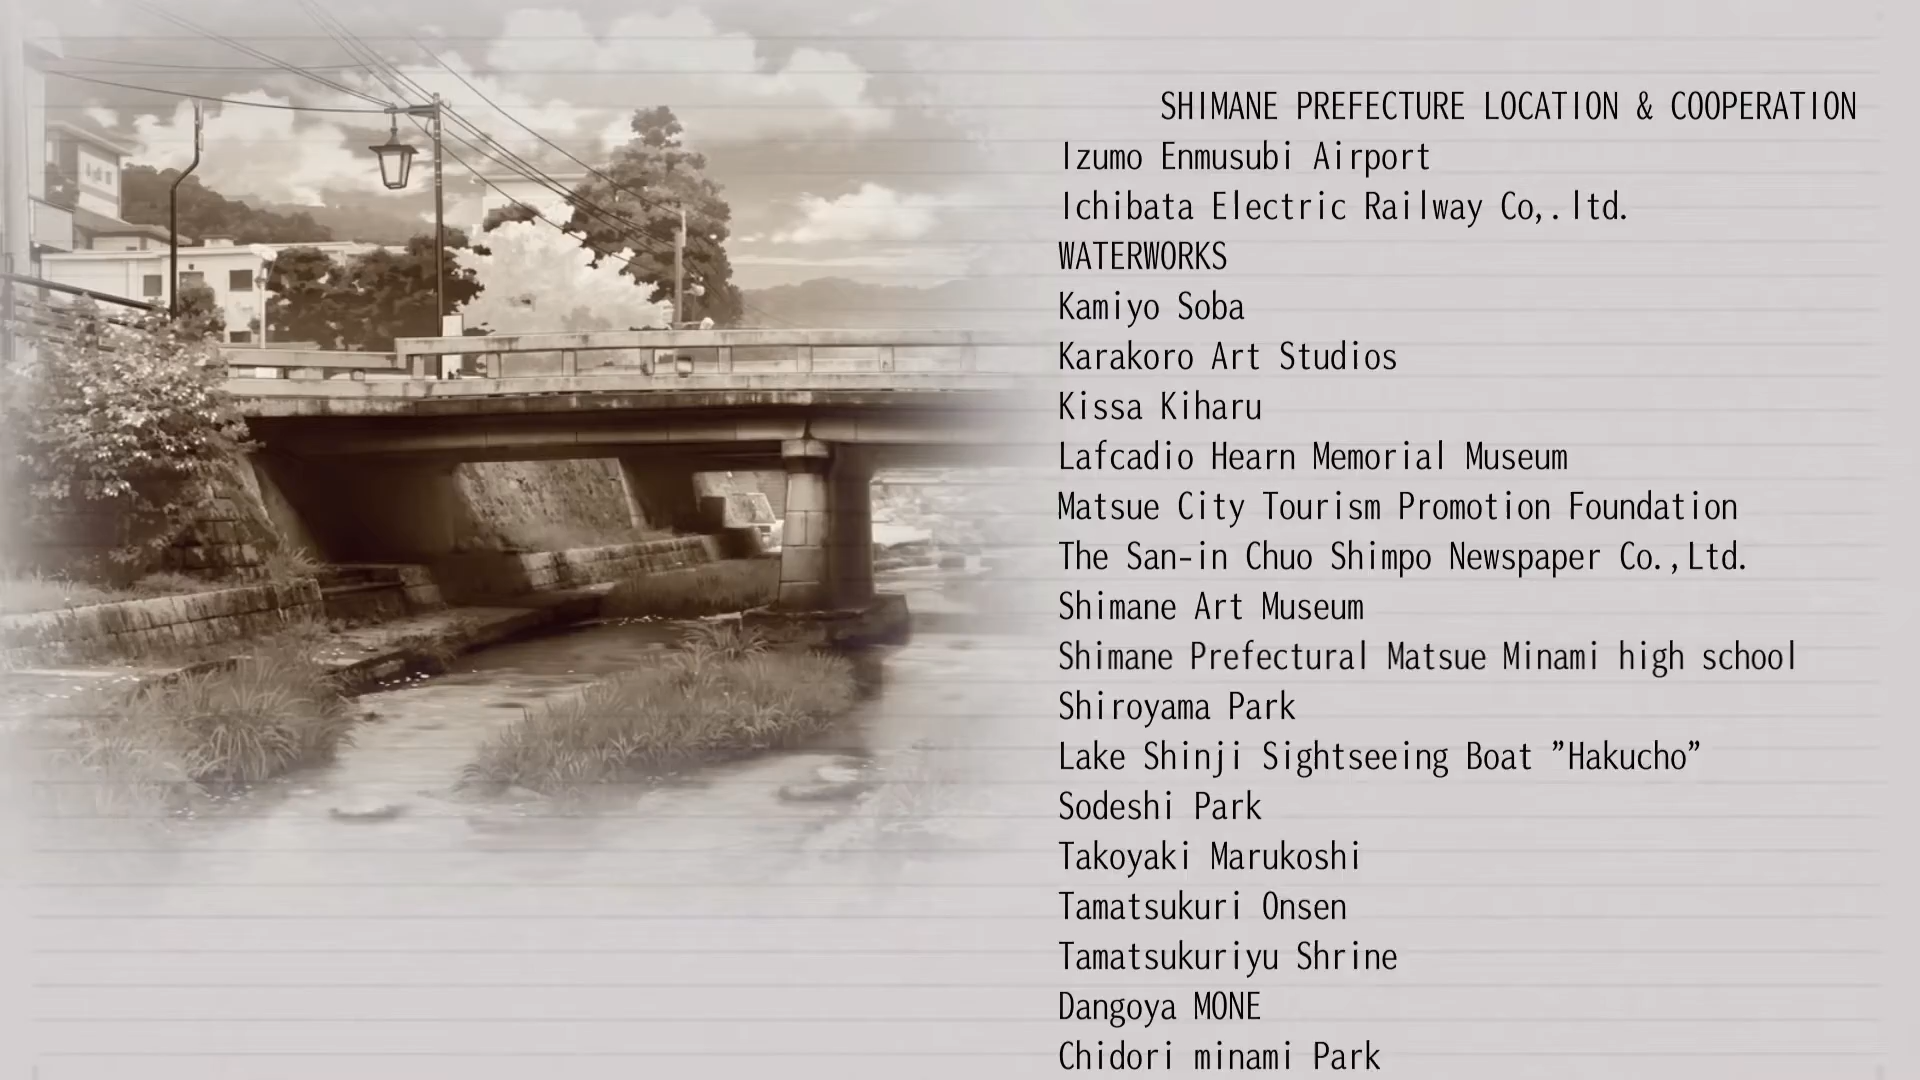 SHIMANE PREFECTURE LOCATION & COOPERATION
Izumo Enmusubi Airport
Ichibata Electric Railway Co,.ltd.
WATERWORKS
Kamiyo Soba
Karakoro Art Studios
Kissa Kiharu
Lafcadio Hearn Memorial Museum
Matsue City Tourism Promotion Foundation
The San-in Chuo Shimpo Newspaper Co.,Ltd.
Shimane Art Museum
Shimane Prefectural Matsue Minami high school
Shiroyama Park
Lake Shinji Sightseeing Boat ”Hakucho”
Sodeshi Park
Takoyaki Marukoshi
Tamatsukuri Onsen
Tamatsukuriyu Shrine
Dangoya MONE
Chidori minami Park